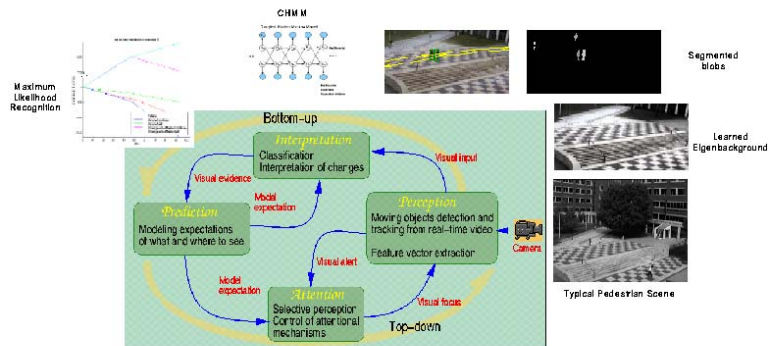 CHMM
Maximum
Likelihood
Recognition
Segmented
blobs
Learned
Eigenbackground
Typical Pedestrian Scene
Bottom-up
Interpretation
Classification
Interpretation of changes
Visual input
Visual evidence
Model
expectation
Prediction
Modeling expectations
of what and where to see
Perception
Moving objects detection and
tracking from real-time video
Feature vector extraction
Camera
Visual alert
Model
expectation
Attention
Selective perception
Control of attentional
mechanisms
Visual focus
Top-down